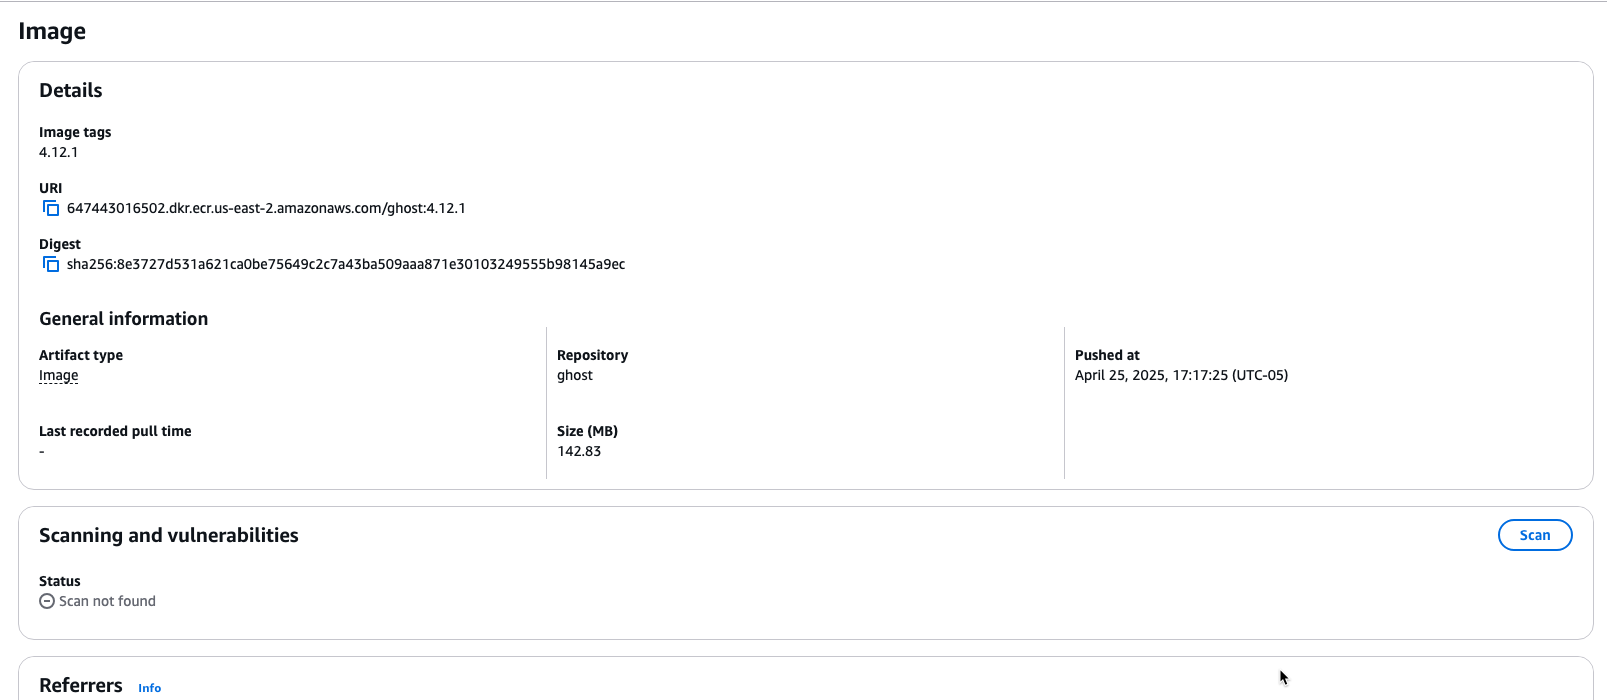 Image
Details
Image tags
4.12.1
URI
647443016502.dkr.ecr.us-east-2.amazonaws.com/ghost:4.12.1
Digest
sha256:8e3727d531a621ca0be75649c2c7a43ba509aaa871e30103249555b98145a9ec
General information
Artifact type
Image
Last recorded pull time
-
Repository
ghost
Size (MB)
142.83
Pushed at
April 25, 2025, 17:17:25 (UTC-05)
Scanning and vulnerabilities
Scan
Status
Scan not found
Referrers Info